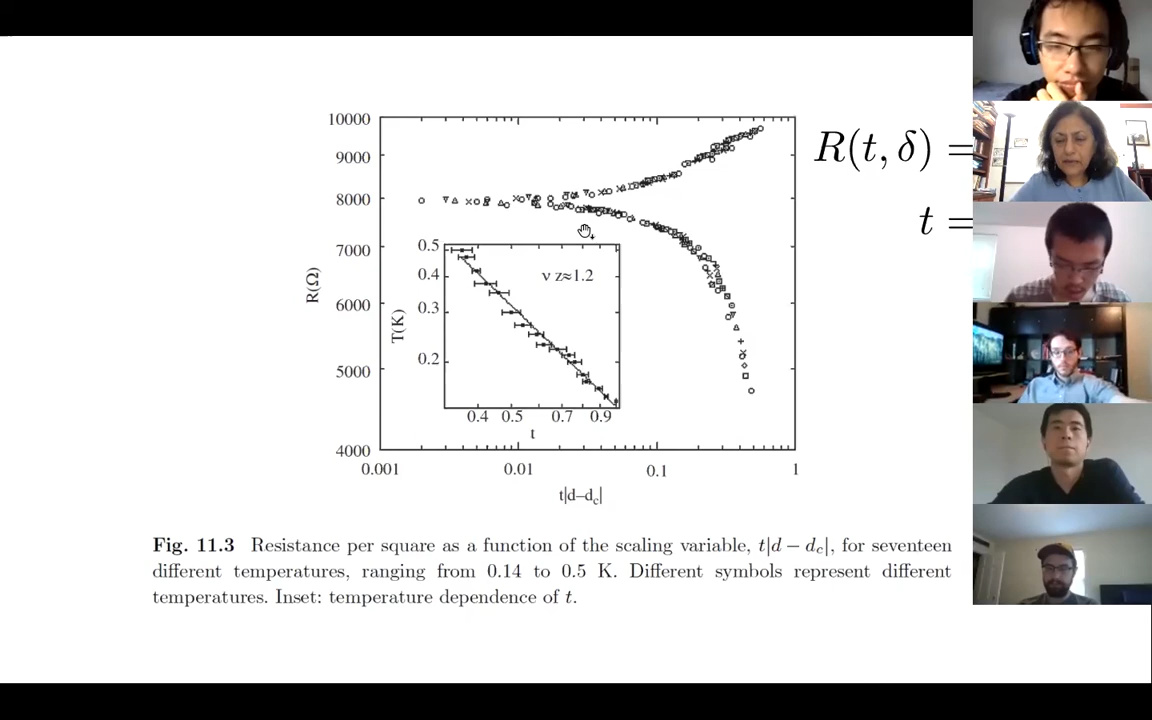 10000
9000
8000
7000
6000
5000
4000
R(Ω)
0.001
0.01
0.1
1
t|d–d_c|
0.5
0.4
0.3
0.2
T(K)
ν z≈1.2
0.4 0.5 0.7 0.9
t
R(t, δ) =
t =
Fig. 11.3 Resistance per square as a function of the scaling variable, t|d − d_c|, for seventeen
different temperatures, ranging from 0.14 to 0.5 K. Different symbols represent different
temperatures. Inset: temperature dependence of t.